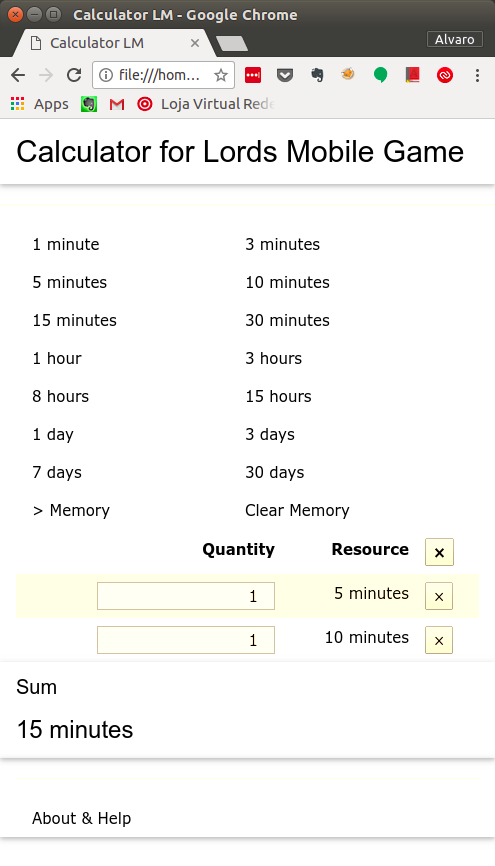 Calculator LM - Google Chrome
Calculator LM
Alvaro
file:///hom...
Apps
Loja Virtual Rede
Calculator for Lords Mobile Game
1 minute 3 minutes
5 minutes 10 minutes
15 minutes 30 minutes
1 hour 3 hours
8 hours 15 hours
1 day 3 days
7 days 30 days
> Memory Clear Memory
Quantity Resource ×
1 5 minutes ×
1 10 minutes ×
Sum
15 minutes
About & Help